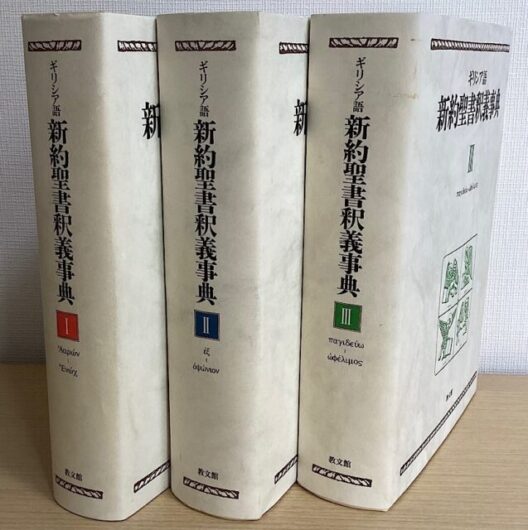 ギリシア語
新約聖書釈義事典
I
Ἀαρών
-
Ἑνώχ
教文館
新
ギリシア語
新約聖書釈義事典
II
ἐξ
-
ὀψώνιον
教文館
新
ギリシア語
新約聖書釈義事典
III
παγιδεύω
-
ὠφέλιμος
教文館
ギリシア語
新約聖書釈義事典
III
παγιδεύω-ὠφέλιμος
教文館